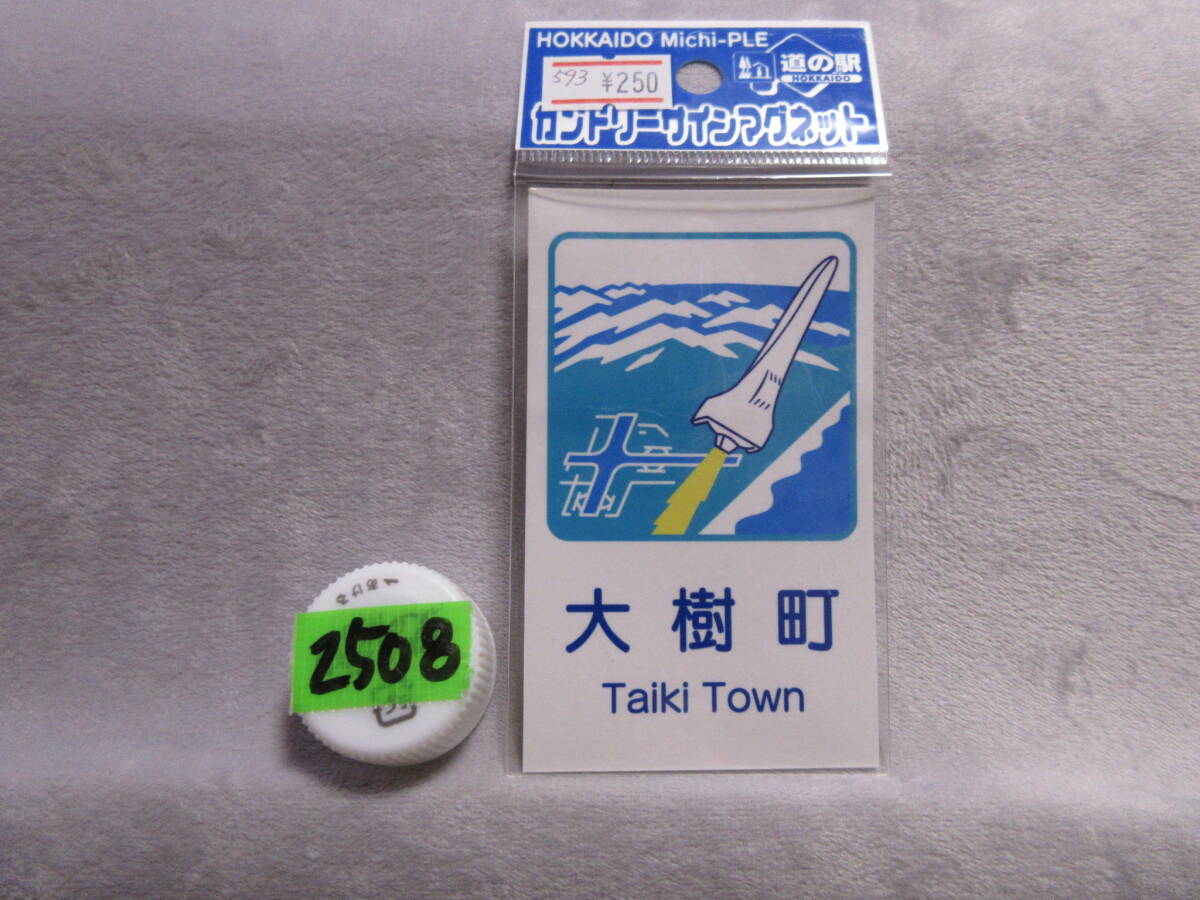 HOKKAIDO Michi-PLE
593 ¥250
道の駅
HOKKAIDO
カントリーサインマグネット
大樹町
Taiki Town
2508